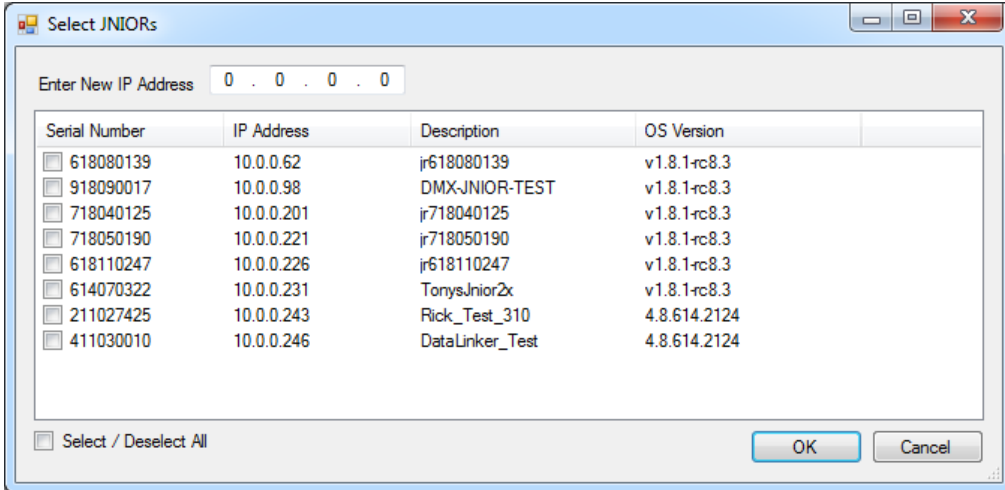 Select JNIORs
Enter New IP Address 0 . 0 . 0 . 0
Serial Number IP Address Description OS Version
618080139 10.0.0.62 jr618080139 v1.8.1-rc8.3
918090017 10.0.0.98 DMX-JNIOR-TEST v1.8.1-rc8.3
718040125 10.0.0.201 jr718040125 v1.8.1-rc8.3
718050190 10.0.0.221 jr718050190 v1.8.1-rc8.3
618110247 10.0.0.226 jr618110247 v1.8.1-rc8.3
614070322 10.0.0.231 TonysJnior2x v1.8.1-rc8.3
211027425 10.0.0.243 Rick_Test_310 4.8.614.2124
411030010 10.0.0.246 DataLinker_Test 4.8.614.2124
Select / Deselect All
OK Cancel